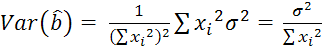 Var(b̂) = 1/(∑xᵢ²)² ∑xᵢ²σ² = σ²/∑xᵢ²